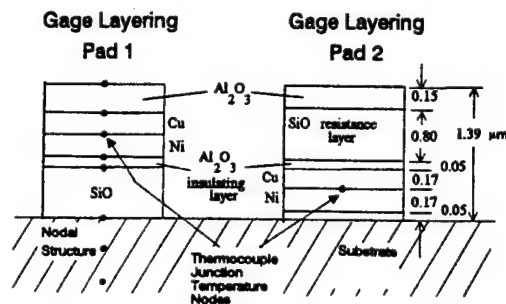 Gage Layering
Pad 1
Gage Layering
Pad 2
Al2O3
Cu
Ni
Al2O3
insulating
layer
SiO
SiO resistance
layer
Cu
Ni
0.15
0.80
1.39 μm
0.05
0.17
0.17
0.05
Nodal
Structure
Thermocouple
Junction
Temperature
Nodes
Substrate